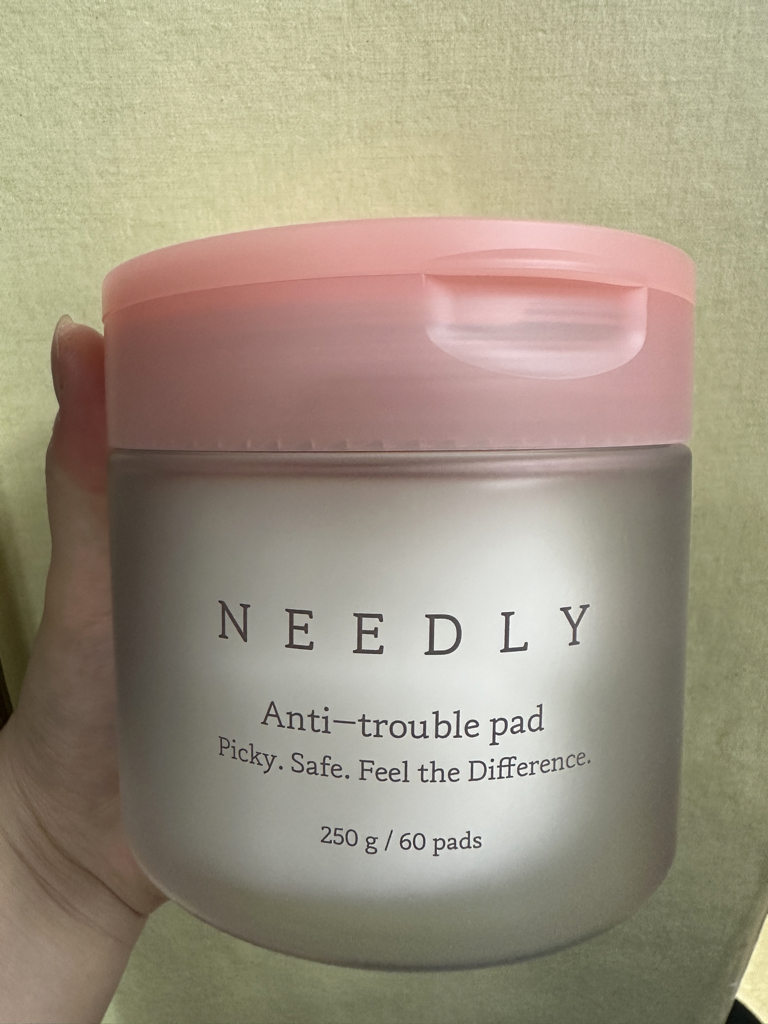 NEEDLY
Anti-trouble pad
Picky. Safe. Feel the Difference.
250 g / 60 pads